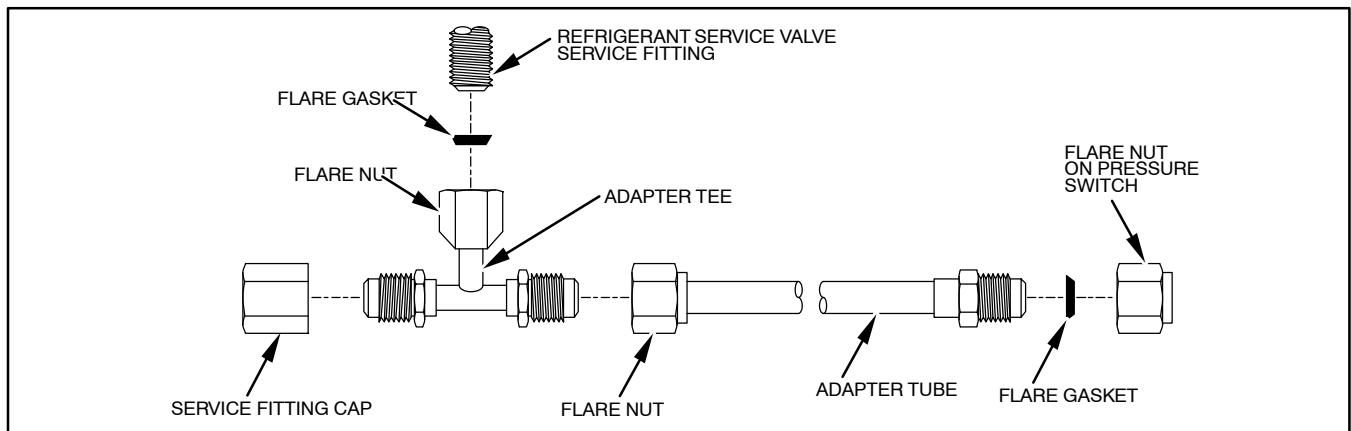 REFRIGERANT SERVICE VALVE
SERVICE FITTING
FLARE GASKET
FLARE NUT
ADAPTER TEE
FLARE NUT
ON PRESSURE
SWITCH
SERVICE FITTING CAP
FLARE NUT
ADAPTER TUBE
FLARE GASKET